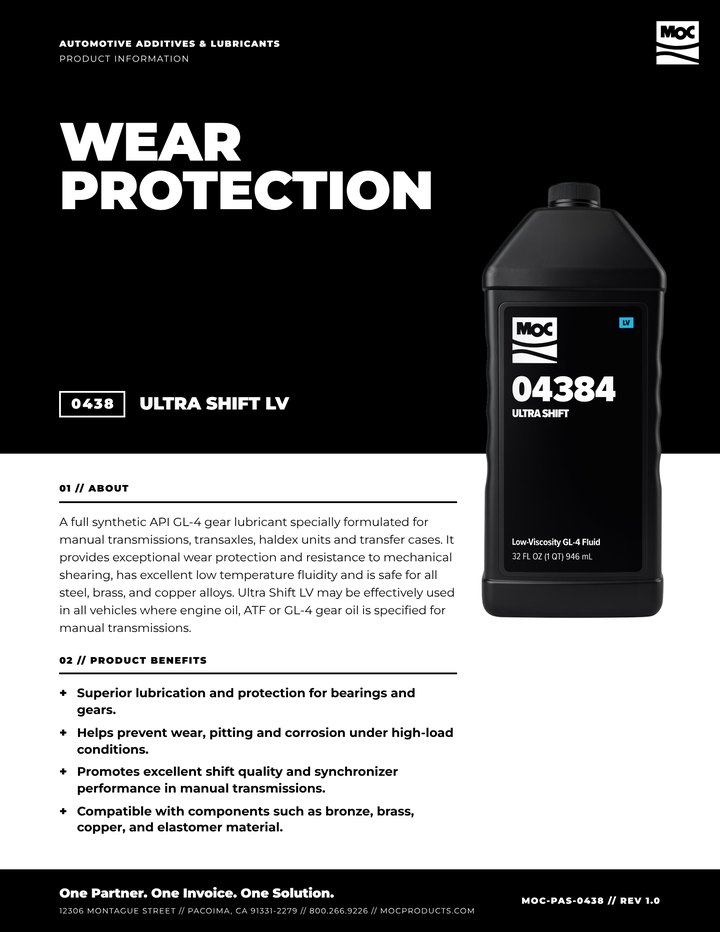 AUTOMOTIVE ADDITIVES & LUBRICANTS
PRODUCT INFORMATION
MOC
WEAR
PROTECTION
0438 ULTRA SHIFT LV
MOC
LV
04384
ULTRA SHIFT
Low-Viscosity GL-4 Fluid
32 FL OZ (1 QT) 946 mL
01 // ABOUT
A full synthetic API GL-4 gear lubricant specially formulated for
manual transmissions, transaxles, haldex units and transfer cases. It
provides exceptional wear protection and resistance to mechanical
shearing, has excellent low temperature fluidity and is safe for all
steel, brass, and copper alloys. Ultra Shift LV may be effectively used
in all vehicles where engine oil, ATF or GL-4 gear oil is specified for
manual transmissions.
02 // PRODUCT BENEFITS
+ Superior lubrication and protection for bearings and
gears.
+ Helps prevent wear, pitting and corrosion under high-load
conditions.
+ Promotes excellent shift quality and synchronizer
performance in manual transmissions.
+ Compatible with components such as bronze, brass,
copper, and elastomer material.
One Partner. One Invoice. One Solution.
12306 MONTAGUE STREET // PACOIMA, CA 91331-2279 // 800.266.9226 // MOCPRODUCTS.COM
MOC-PAS-0438 // REV 1.0